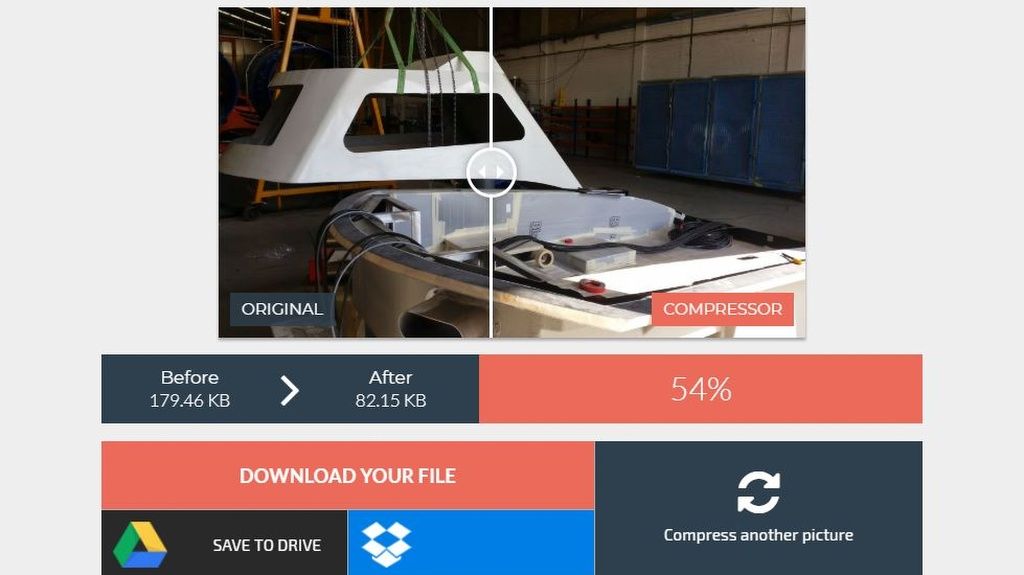 ORIGINAL
COMPRESSOR
Before
179.46 KB
After
82.15 KB
54%
DOWNLOAD YOUR FILE
SAVE TO DRIVE
Compress another picture